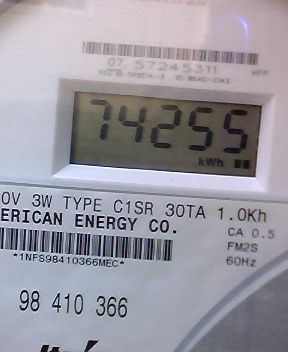 07 57245311
74255
kWh
0V 3W TYPE C1SR 30TA 1.0Kh
ERICAN ENERGY CO.
CA 0.5
FM2S
*1NFS98410366MEC*
60Hz
98 410 366